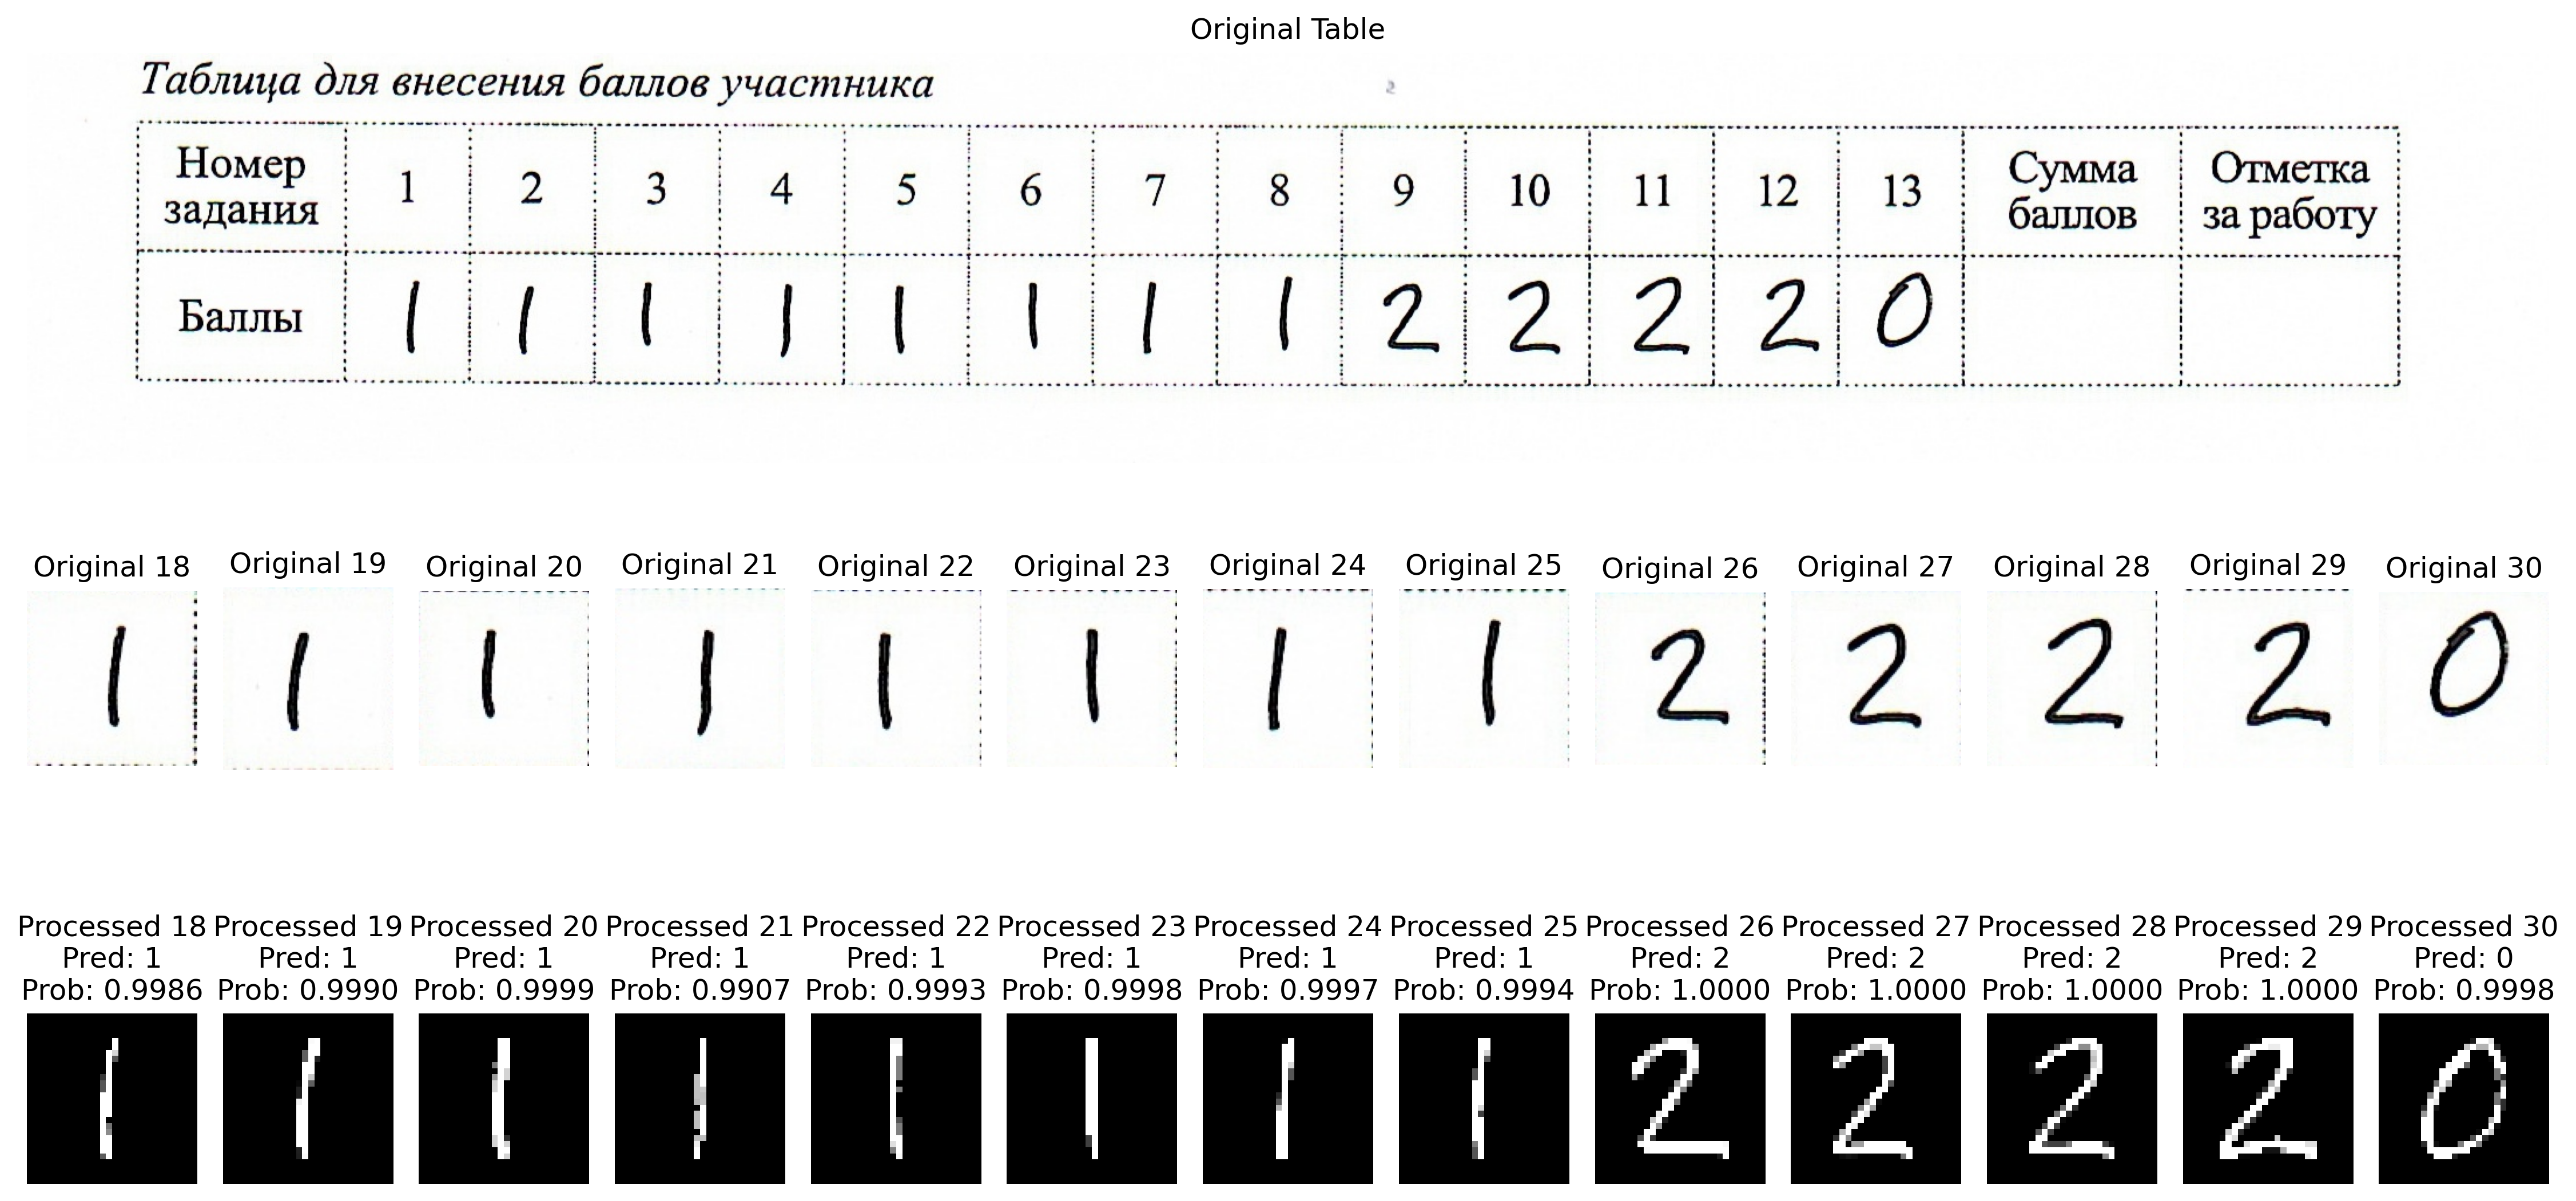 Original Table
Таблица для внесения баллов участника
Номер задания 1 2 3 4 5 6 7 8 9 10 11 12 13 Сумма баллов Отметка за работу
Баллы 1 1 1 1 1 1 1 1 2 2 2 2 0
Original 18 Original 19 Original 20 Original 21 Original 22 Original 23 Original 24 Original 25 Original 26 Original 27 Original 28 Original 29 Original 30
1 1 1 1 1 1 1 1 2 2 2 2 0
Processed 18 Processed 19 Processed 20 Processed 21 Processed 22 Processed 23 Processed 24 Processed 25 Processed 26 Processed 27 Processed 28 Processed 29 Processed 30
Pred: 1 Pred: 1 Pred: 1 Pred: 1 Pred: 1 Pred: 1 Pred: 1 Pred: 1 Pred: 2 Pred: 2 Pred: 2 Pred: 2 Pred: 0
Prob: 0.9986 Prob: 0.9990 Prob: 0.9999 Prob: 0.9907 Prob: 0.9993 Prob: 0.9998 Prob: 0.9997 Prob: 0.9994 Prob: 1.0000 Prob: 1.0000 Prob: 1.0000 Prob: 1.0000 Prob: 0.9998
1 1 1 1 1 1 1 1 2 2 2 2 0